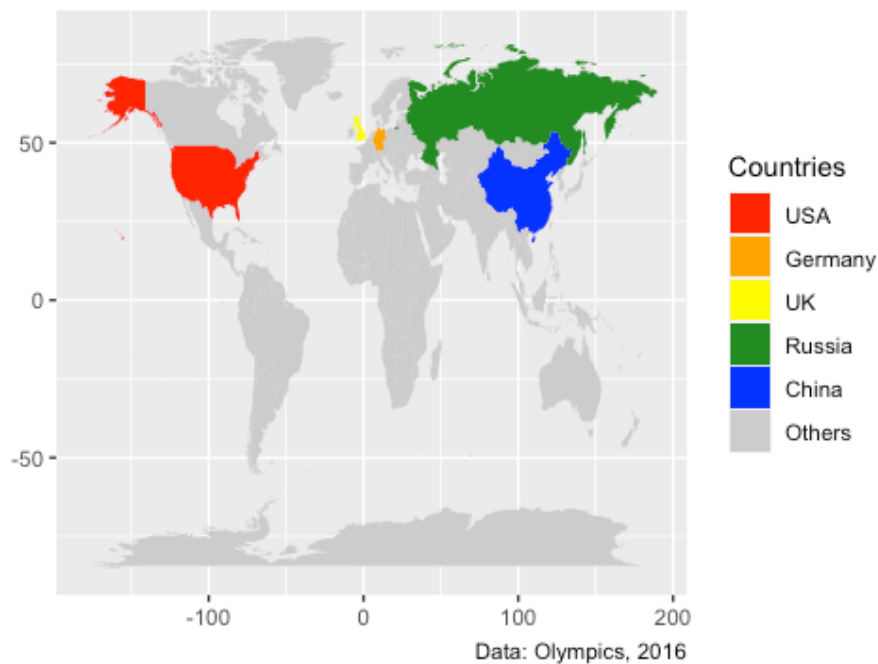 50
0
-50
-100 0 100 200
Countries
USA
Germany
UK
Russia
China
Others
Data: Olympics, 2016